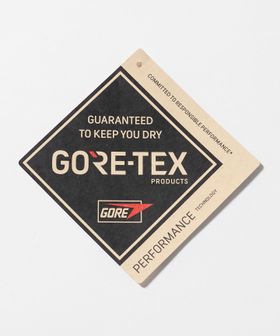 GUARANTEED
TO KEEP YOU DRY
GORE-TEX
PRODUCTS
GORE
COMMITTED TO RESPONSIBLE PERFORMANCE®
PERFORMANCE
TECHNOLOGY